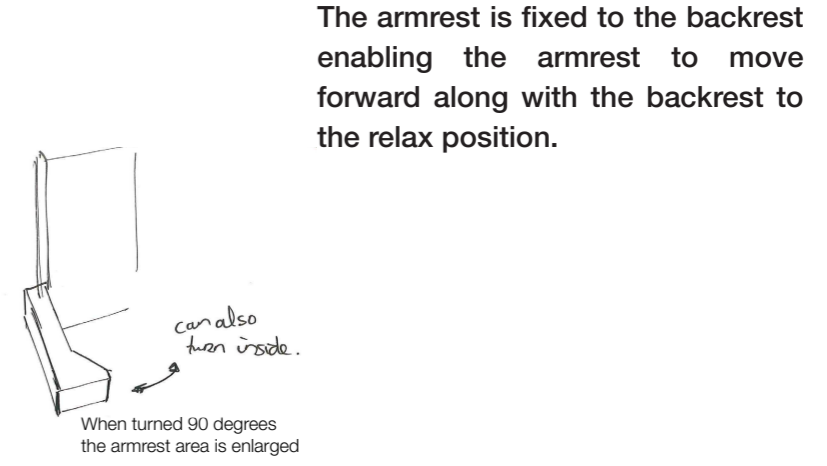 The armrest is fixed to the backrest
enabling the armrest to move
forward along with the backrest to
the relax position.
can also
turn inside.
When turned 90 degrees
the armrest area is enlarged